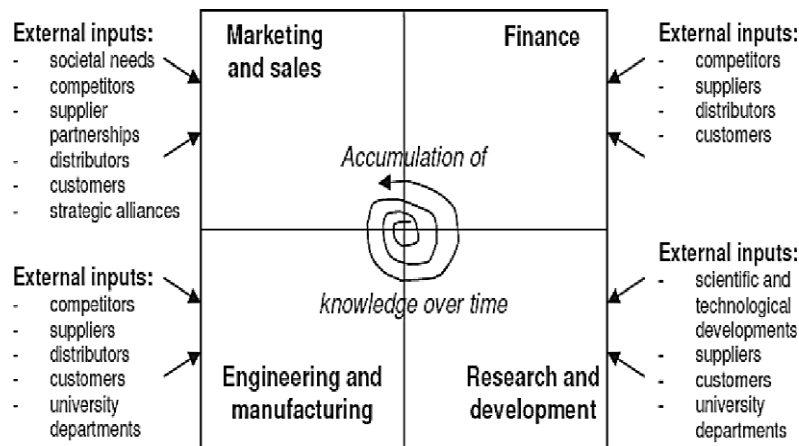 External inputs:
- societal needs
- competitors
- supplier
partnerships
- distributors
- customers
- strategic alliances
Marketing
and sales
Finance
External inputs:
- competitors
- suppliers
- distributors
- customers
Accumulation of
knowledge over time
External inputs:
- competitors
- suppliers
- distributors
- customers
- university
departments
Engineering and
manufacturing
Research and
development
External inputs:
- scientific and
technological
developments
- suppliers
- customers
- university
departments